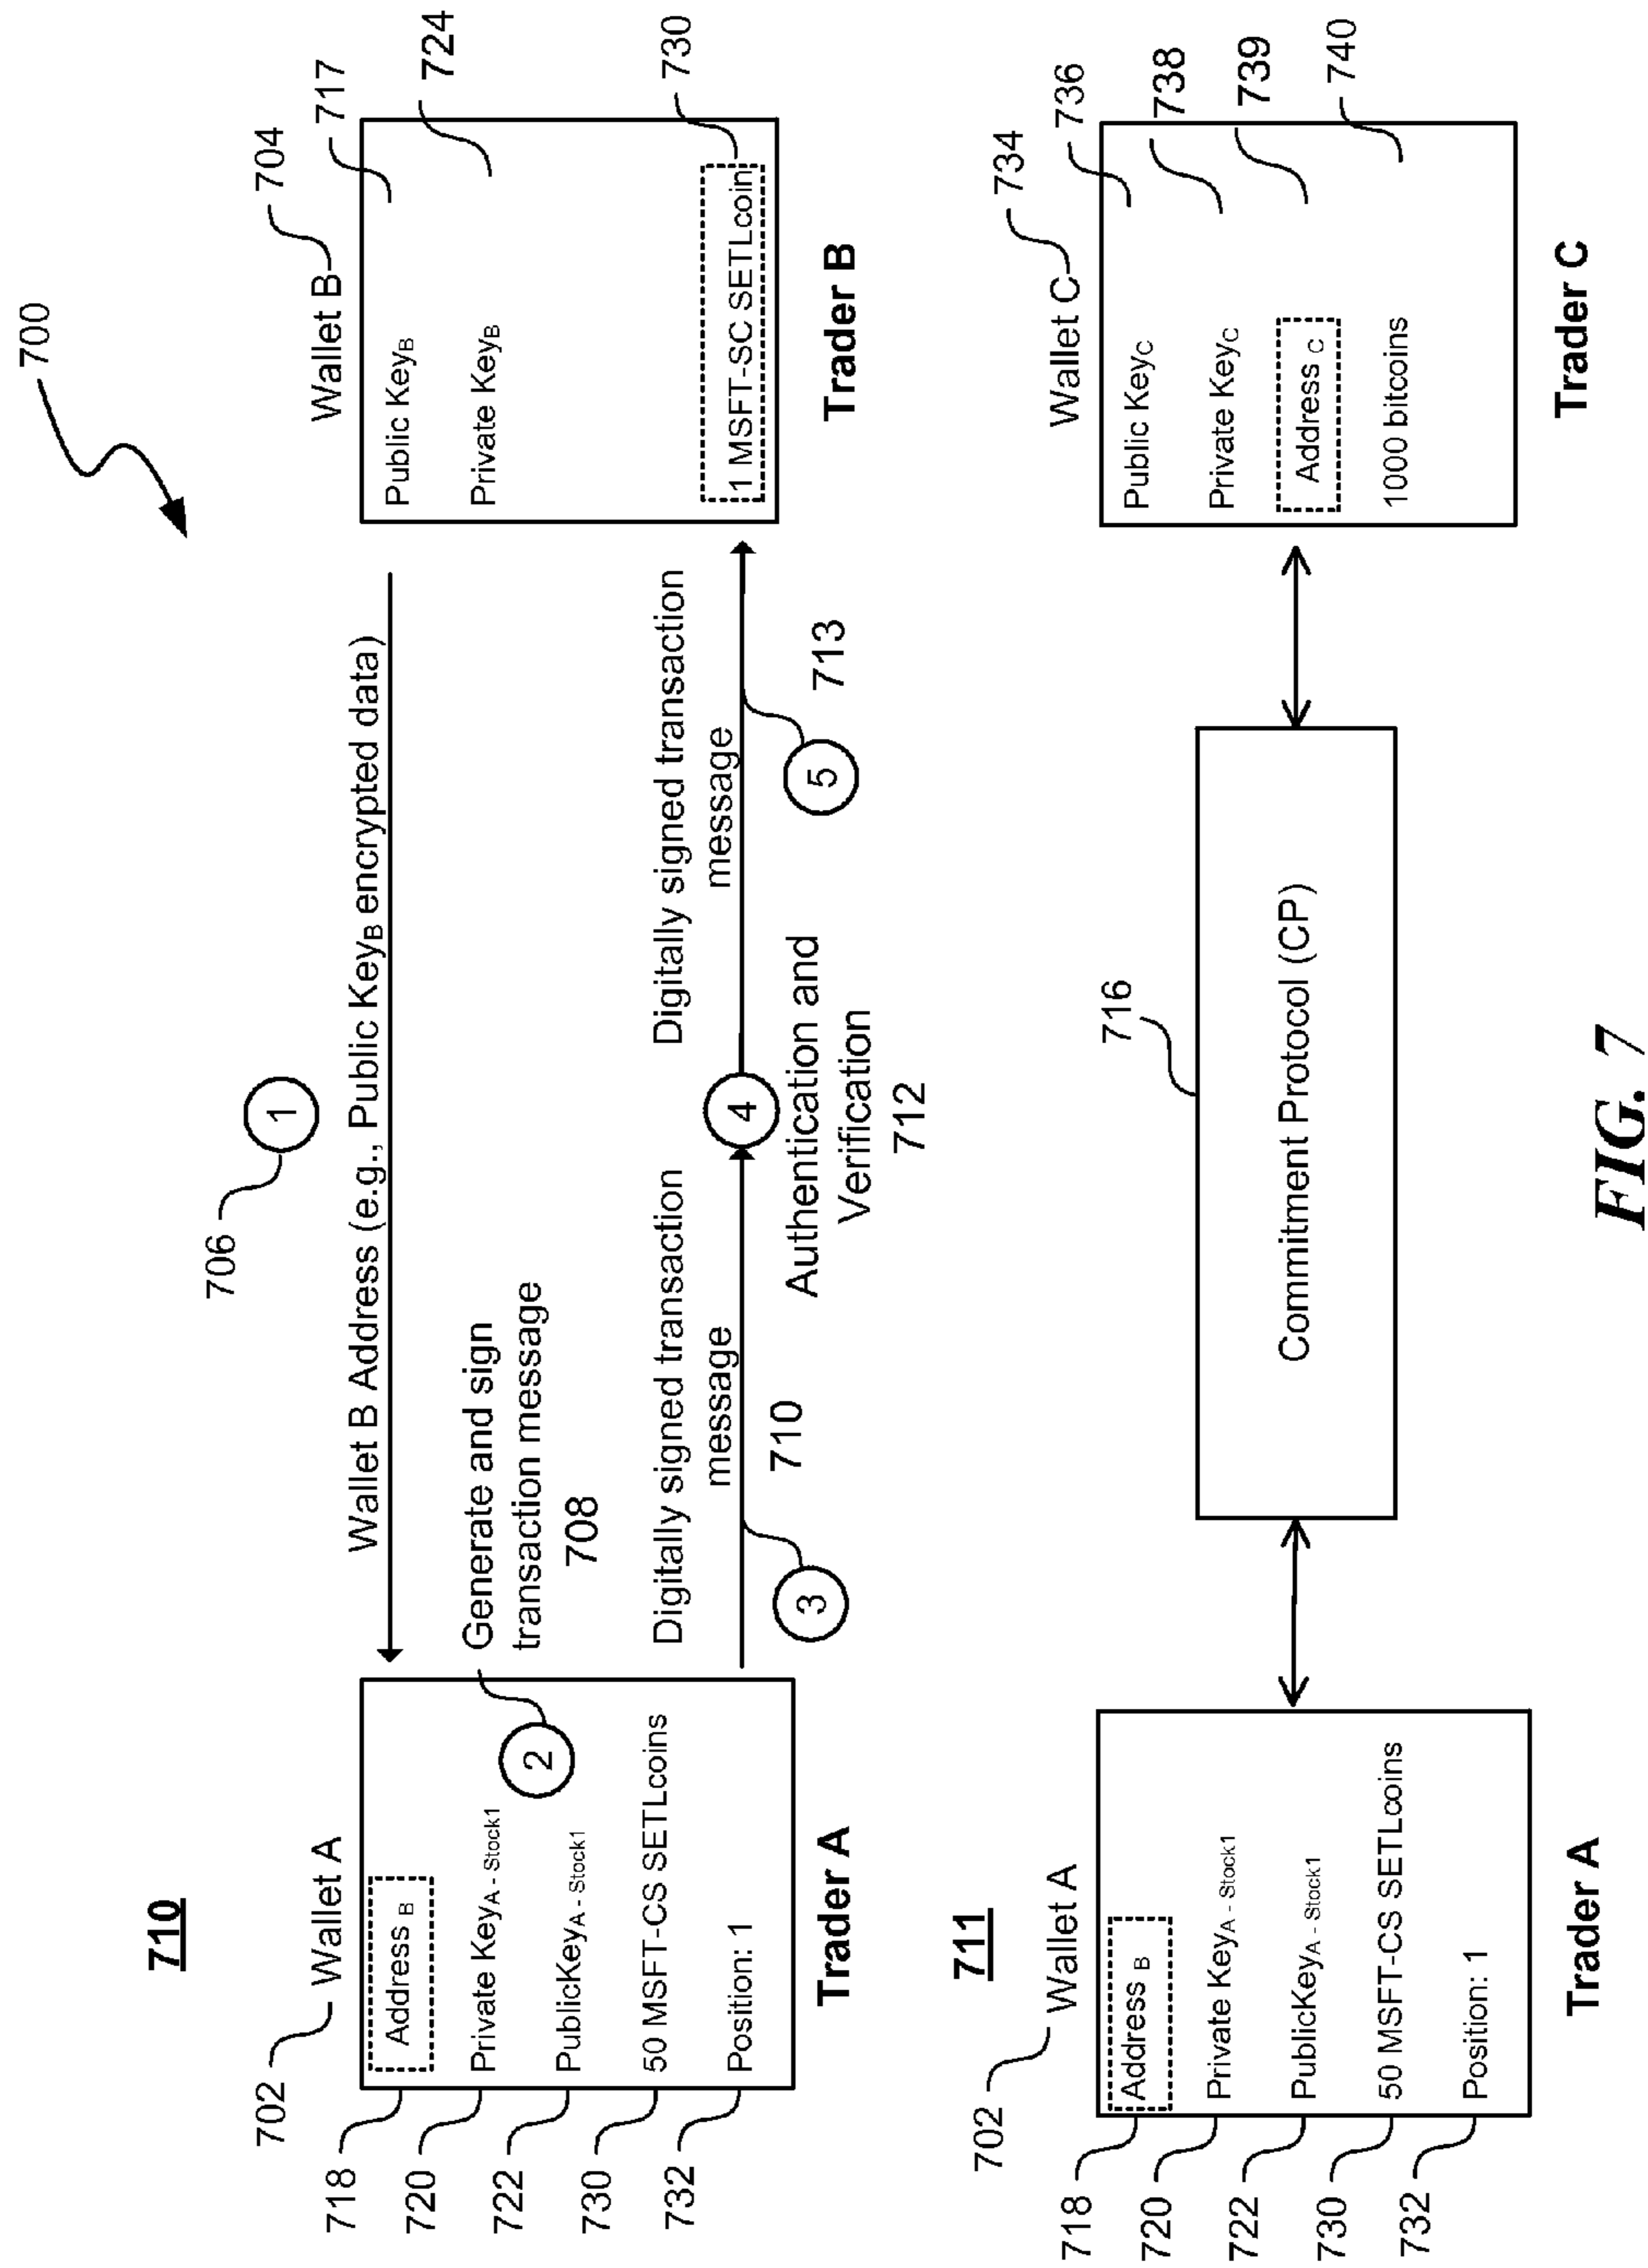 700
710
702
Wallet A
718
Address B
720
Private KeyA - Stock1
722
PublicKeyA - Stock1
730
50 MSFT-CS SETLcoins
732
Position: 1
Trader A
706
1
Wallet B Address (e.g., Public KeyB encrypted data)
2
Generate and sign
transaction message
708
Digitally signed transaction
message
710
3
4
Authentication and
Verification
712
Digitally signed transaction
message
713
5
Wallet B
704
717
Public KeyB
724
Private KeyB
730
1 MSFT-SC SETLcoin
Trader B
711
702
Wallet A
718
Address B
720
Private KeyA - Stock1
722
PublicKeyA - Stock1
730
50 MSFT-CS SETLcoins
732
Position: 1
Trader A
716
Commitment Protocol (CP)
Wallet C
734
736
Public KeyC
738
Private KeyC
739
Address C
740
1000 bitcoins
Trader C
FIG. 7